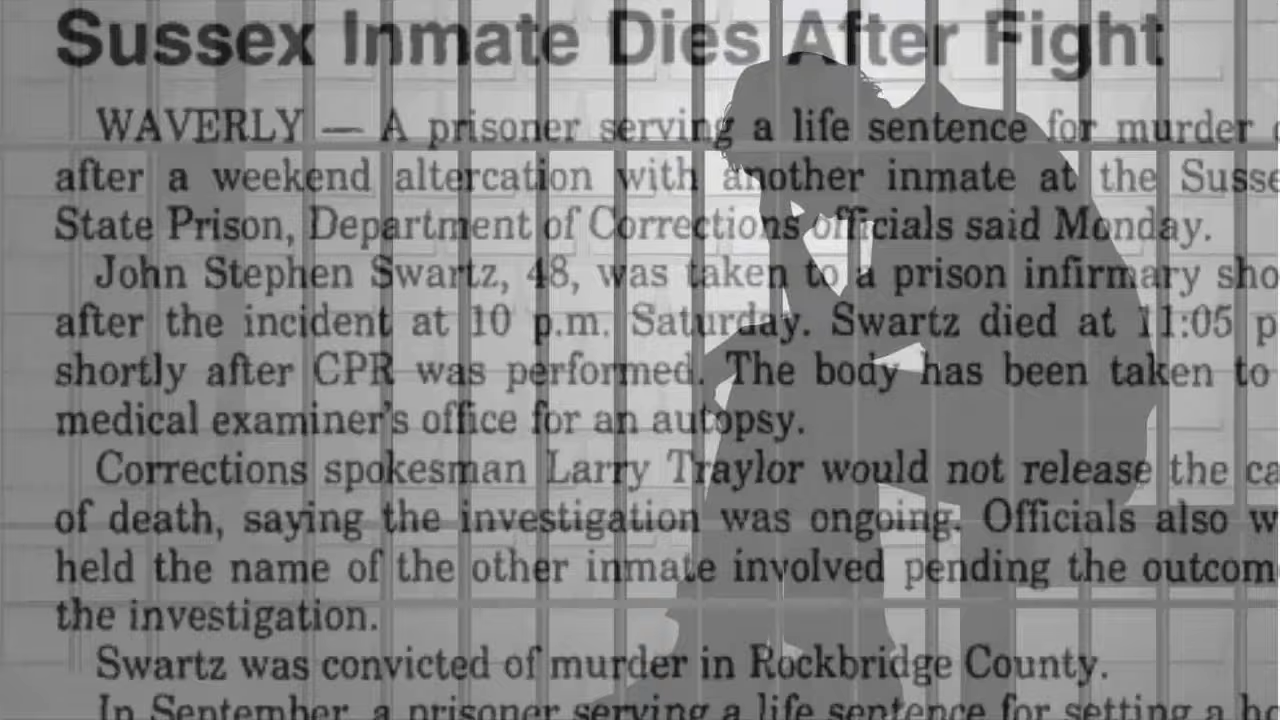 Sussex Inmate Dies After Fight
WAVERLY — A prisoner serving a life sentence for murder
after a weekend altercation with another inmate at the Susse
State Prison, Department of Corrections officials said Monday.
John Stephen Swartz, 48, was taken to a prison infirmary sho
after the incident at 10 p.m. Saturday. Swartz died at 11:05 p
shortly after CPR was performed. The body has been taken to
medical examiner's office for an autopsy.
Corrections spokesman Larry Traylor would not release the ca
of death, saying the investigation was ongoing. Officials also w
held the name of the other inmate involved pending the outcom
the investigation.
Swartz was convicted of murder in Rockbridge County.
In September, a prisoner serving a life sentence for setting a ho